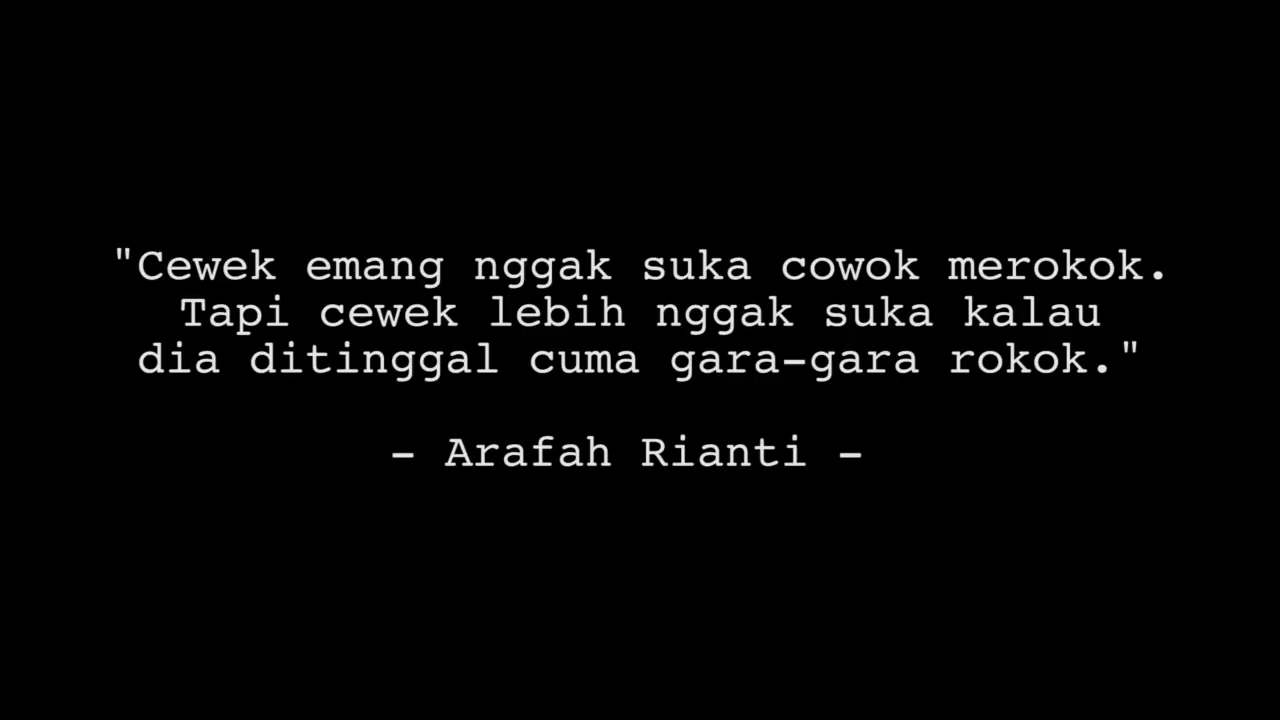 "Cewek emang nggak suka cowok merokok.
Tapi cewek lebih nggak suka kalau
dia ditinggal cuma gara-gara rokok."
- Arafah Rianti -